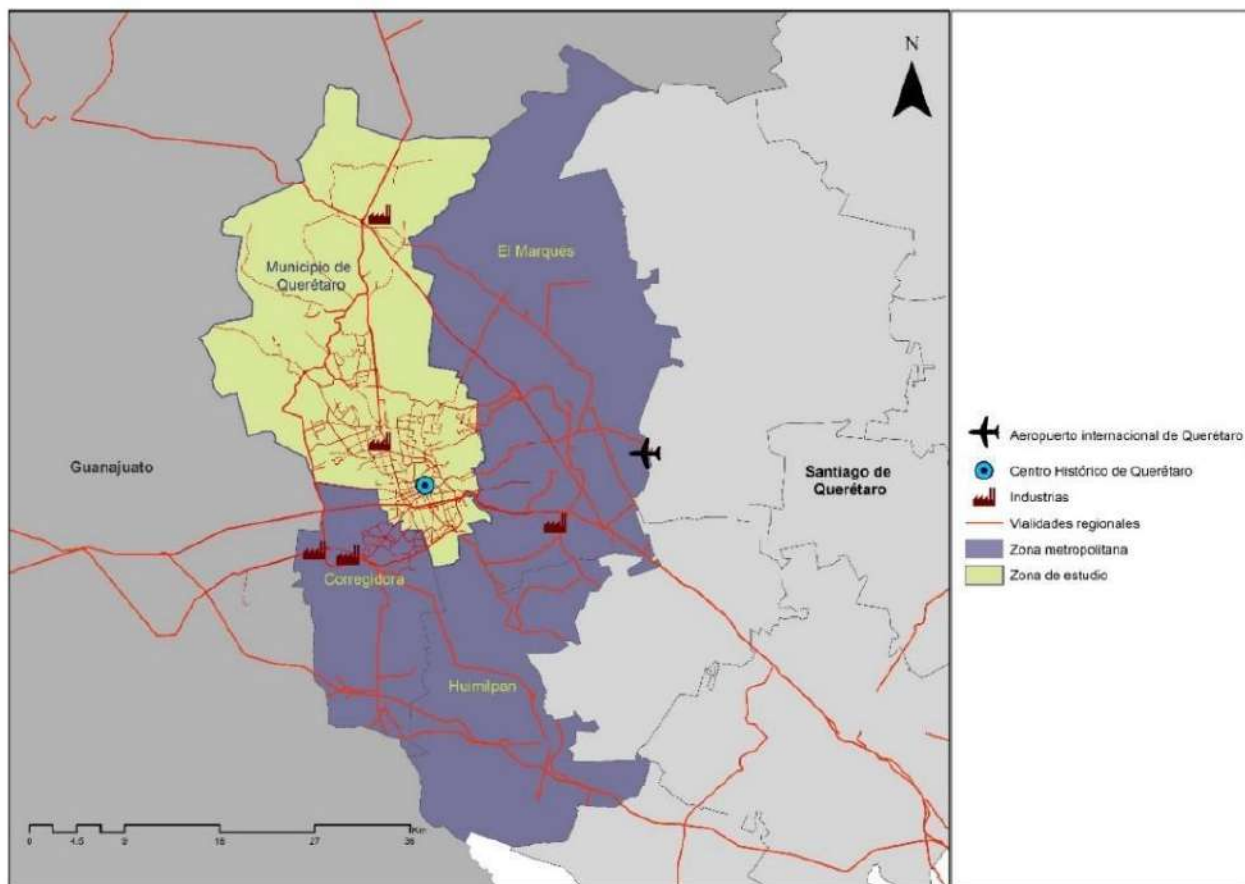 N
El Marqués
Municipio de
Querétaro
Guanajuato
Santiago de
Querétaro
Corregidora
Huimilpan
Km
0 4.5 9 18 27 36
Aeropuerto internacional de Querétaro
Centro Histórico de Querétaro
Industrias
Vialidades regionales
Zona metropolitana
Zona de estudio